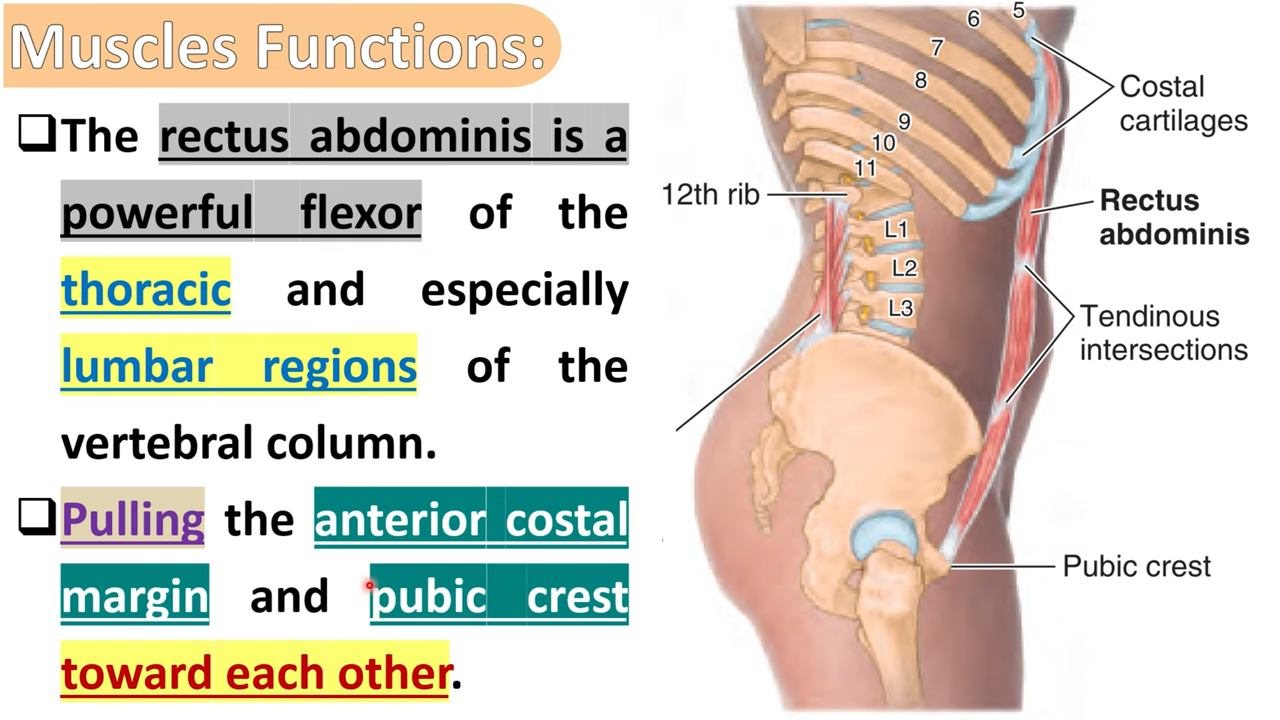 Muscles Functions:
❑The rectus abdominis is a
powerful flexor of the
thoracic and especially
lumbar regions of the
vertebral column.
❑Pulling the anterior costal
margin and pubic crest
toward each other.
5
6
7
8
9
10
11
12th rib
L1
L2
L3
Costal
cartilages
Rectus
abdominis
Tendinous
intersections
Pubic crest